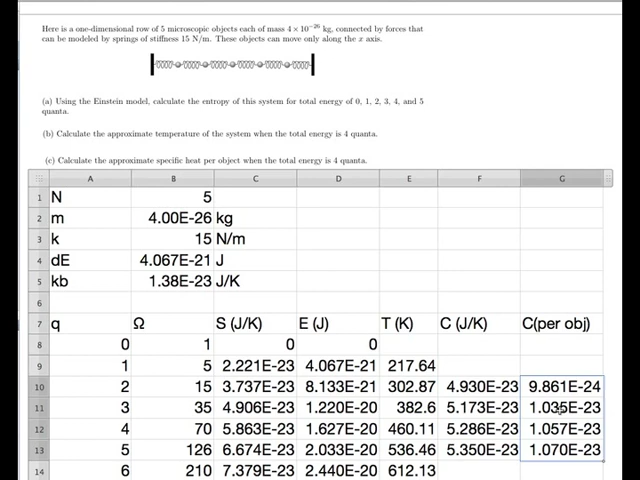 Here is a one-dimensional row of 5 microscopic objects each of mass 4 × 10⁻²⁶ kg, connected by forces that
can be modeled by springs of stiffness 15 N/m. These objects can move only along the x axis.
(a) Using the Einstein model, calculate the entropy of this system for total energy of 0, 1, 2, 3, 4, and 5
quanta.
(b) Calculate the approximate temperature of the system when the total energy is 4 quanta.
(c) Calculate the approximate specific heat per object when the total energy is 4 quanta.
A B C D E F G
1 N 5
2 m 4.00E-26 kg
3 k 15 N/m
4 dE 4.067E-21 J
5 kb 1.38E-23 J/K
6
7 q Ω S (J/K) E (J) T (K) C (J/K) C(per obj)
8 0 1 0 0
9 1 5 2.221E-23 4.067E-21 217.64
10 2 15 3.737E-23 8.133E-21 302.87 4.930E-23 9.861E-24
11 3 35 4.906E-23 1.220E-20 382.6 5.173E-23 1.035E-23
12 4 70 5.863E-23 1.627E-20 460.11 5.286E-23 1.057E-23
13 5 126 6.674E-23 2.033E-20 536.46 5.350E-23 1.070E-23
14 6 210 7.379E-23 2.440E-20 612.13